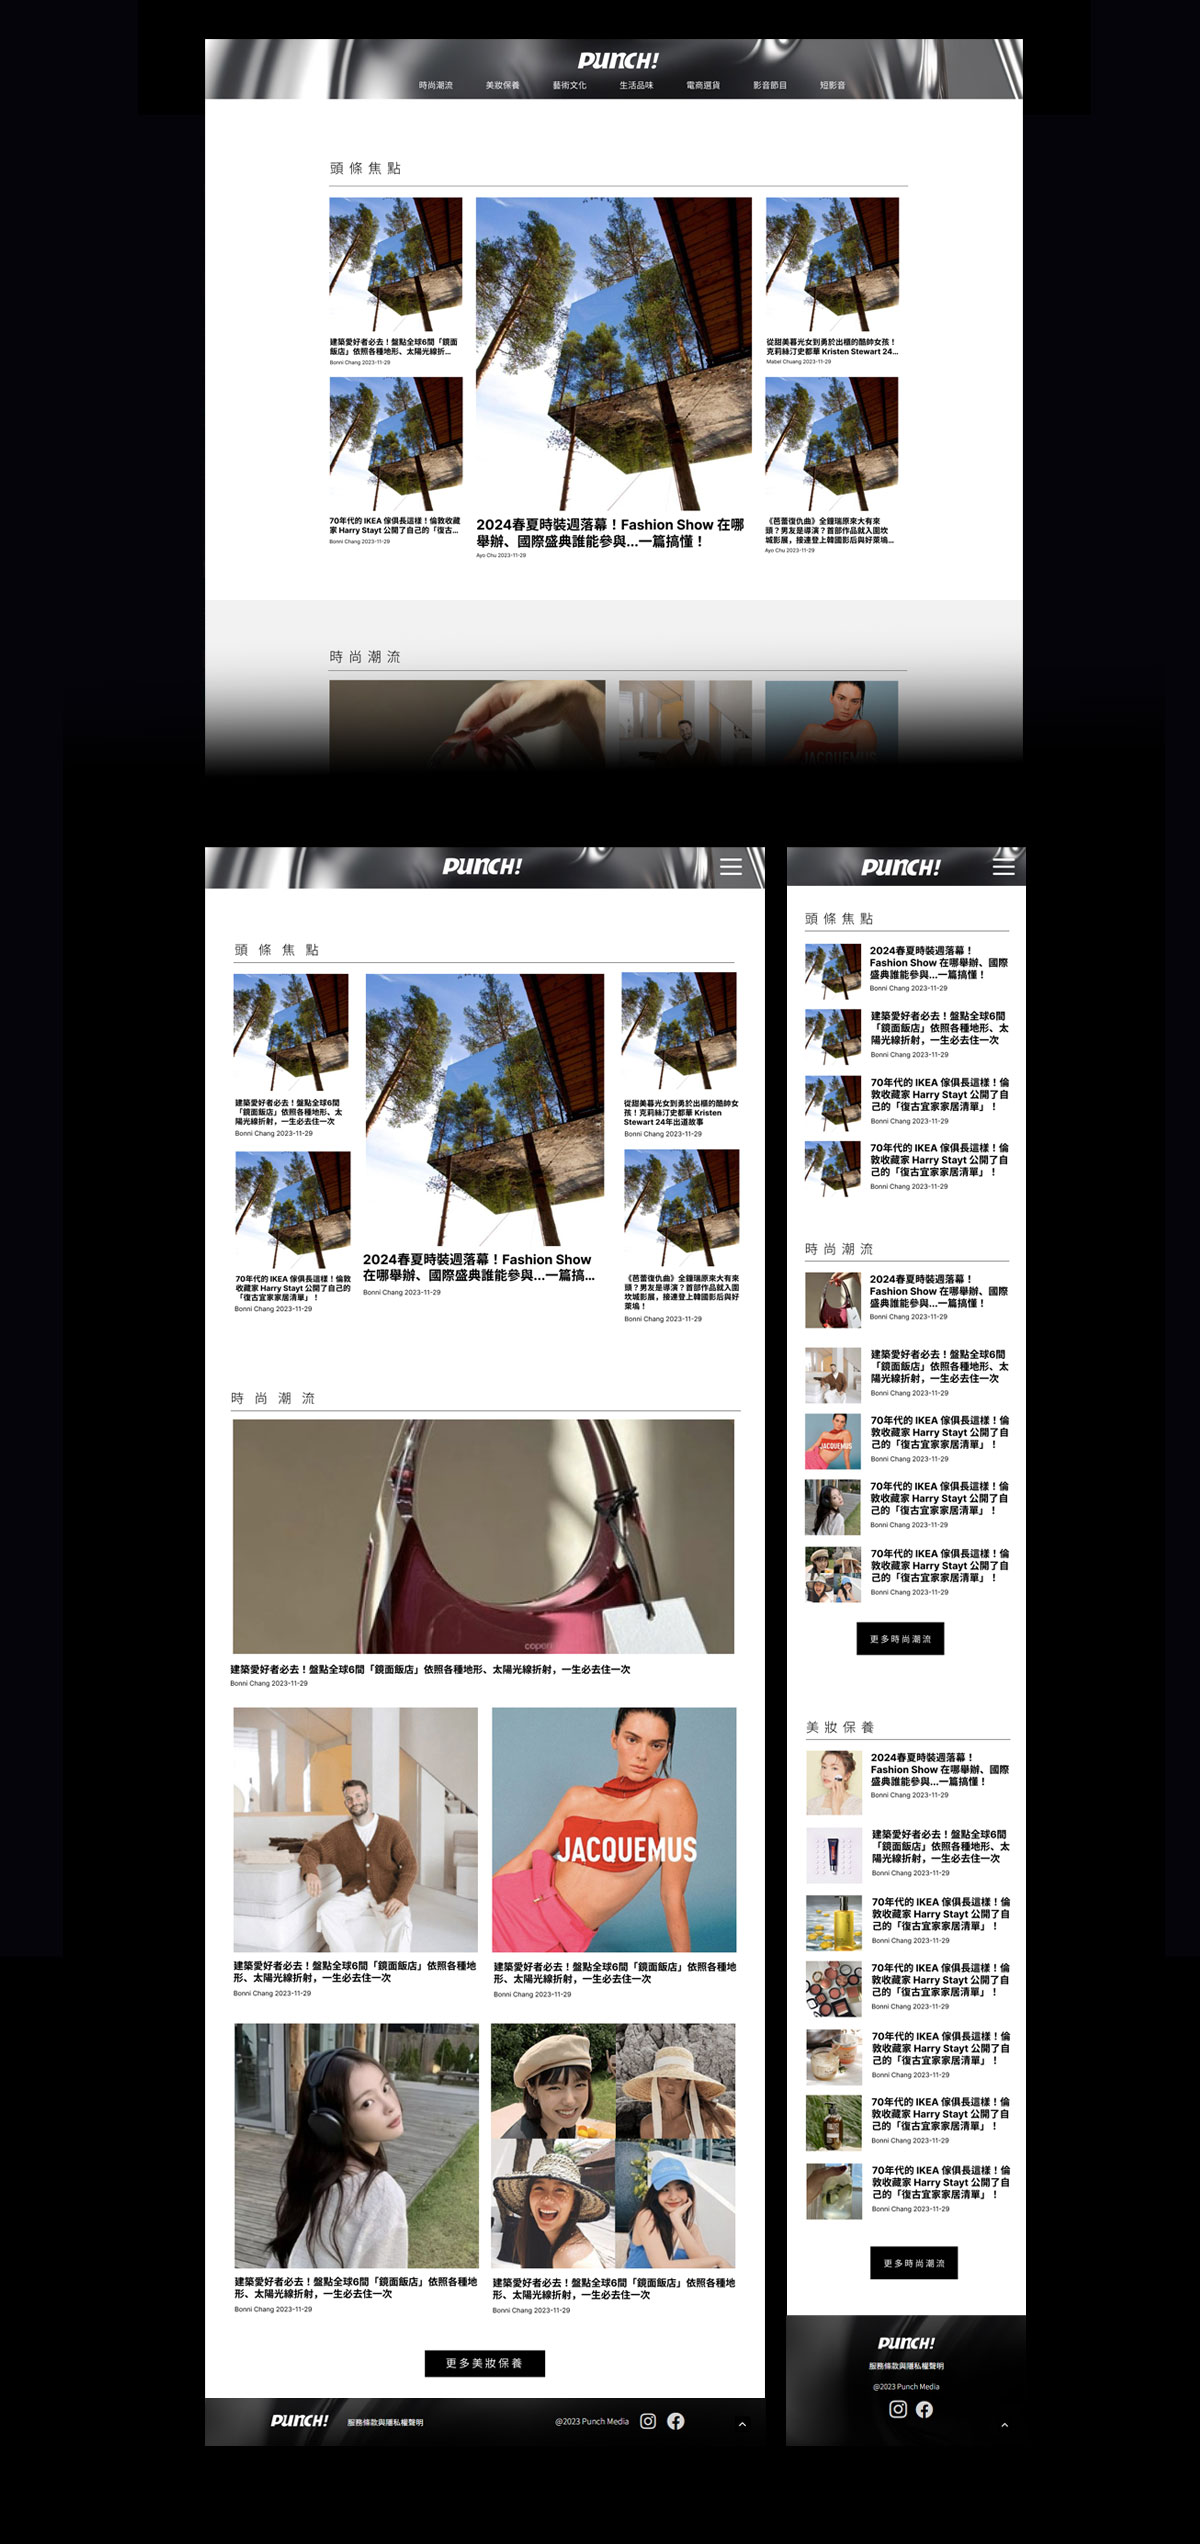 PUNCH!
時尚潮流 美妝保養 藝術文化 生活品味 電商選貨 影音節目 短影音
頭條焦點
建築愛好者必去！盤點全球6間「鏡面
飯店」依照各種地形、太陽光線折...
Bonni Chang 2023-11-29
70年代的 IKEA 傢俱長這樣！倫敦收藏
家 Harry Stayt 公開了自己的「復古...
Bonni Chang 2023-11-29
2024春夏時裝週落幕！Fashion Show 在哪
舉辦、國際盛典誰能參與...一篇搞懂！
Ayo Chu 2023-11-29
從甜美暮光女到勇於出櫃的酷帥女孩！
克莉絲汀史都華 Kristen Stewart 24...
Mabel Chuang 2023-11-29
《芭蕾復仇曲》全鐘瑞原來大有來
頭？男友是導演？首部作品就入圍坎
城影展，接連登上韓國影后與好萊塢...
Ayo Chu 2023-11-29
時尚潮流
JACQUEMUS
PUNCH!
頭條焦點
建築愛好者必去！盤點全球6間
「鏡面飯店」依照各種地形、太
陽光線折射，一生必去住一次
Bonni Chang 2023-11-29
70年代的 IKEA 傢俱長這樣！倫敦
收藏家 Harry Stayt 公開了自己的
「復古宜家家居清單」！
Bonni Chang 2023-11-29
2024春夏時裝週落幕！Fashion Show
在哪舉辦、國際盛典誰能參與...一篇搞...
Bonni Chang 2023-11-29
從甜美暮光女到勇於出櫃的酷帥女
孩！克莉絲汀史都華 Kristen
Stewart 24年出道故事
Bonni Chang 2023-11-29
《芭蕾復仇曲》全鐘瑞原來大有來
頭？男友是導演？首部作品就入圍
坎城影展，接連登上韓國影后與好
萊塢！
Bonni Chang 2023-11-29
時尚潮流
coperni
建築愛好者必去！盤點全球6間「鏡面飯店」依照各種地形、太陽光線折射，一生必去住一次
Bonni Chang 2023-11-29
JACQUEMUS
建築愛好者必去！盤點全球6間「鏡面飯店」依照各種地
形、太陽光線折射，一生必去住一次
Bonni Chang 2023-11-29
建築愛好者必去！盤點全球6間「鏡面飯店」依照各種地
形、太陽光線折射，一生必去住一次
Bonni Chang 2023-11-29
建築愛好者必去！盤點全球6間「鏡面飯店」依照各種地
形、太陽光線折射，一生必去住一次
Bonni Chang 2023-11-29
建築愛好者必去！盤點全球6間「鏡面飯店」依照各種地
形、太陽光線折射，一生必去住一次
Bonni Chang 2023-11-29
更多美妝保養
PUNCH! 服務條款與隱私權聲明 @2023 Punch Media
PUNCH!
頭條焦點
2024春夏時裝週落幕！
Fashion Show 在哪舉辦、國際
盛典誰能參與...一篇搞懂！
Bonni Chang 2023-11-29
建築愛好者必去！盤點全球6間
「鏡面飯店」依照各種地形、太
陽光線折射，一生必去住一次
Bonni Chang 2023-11-29
70年代的 IKEA 傢俱長這樣！倫
敦收藏家 Harry Stayt 公開了自
己的「復古宜家家居清單」！
Bonni Chang 2023-11-29
70年代的 IKEA 傢俱長這樣！倫
敦收藏家 Harry Stayt 公開了自
己的「復古宜家家居清單」！
Bonni Chang 2023-11-29
時尚潮流
2024春夏時裝週落幕！
Fashion Show 在哪舉辦、國際
盛典誰能參與...一篇搞懂！
Bonni Chang 2023-11-29
建築愛好者必去！盤點全球6間
「鏡面飯店」依照各種地形、太
陽光線折射，一生必去住一次
Bonni Chang 2023-11-29
JACQUEMUS
70年代的 IKEA 傢俱長這樣！倫
敦收藏家 Harry Stayt 公開了自
己的「復古宜家家居清單」！
Bonni Chang 2023-11-29
70年代的 IKEA 傢俱長這樣！倫
敦收藏家 Harry Stayt 公開了自
己的「復古宜家家居清單」！
Bonni Chang 2023-11-29
70年代的 IKEA 傢俱長這樣！倫
敦收藏家 Harry Stayt 公開了自
己的「復古宜家家居清單」！
Bonni Chang 2023-11-29
更多時尚潮流
美妝保養
2024春夏時裝週落幕！
Fashion Show 在哪舉辦、國際
盛典誰能參與...一篇搞懂！
Bonni Chang 2023-11-29
建築愛好者必去！盤點全球6間
「鏡面飯店」依照各種地形、太
陽光線折射，一生必去住一次
Bonni Chang 2023-11-29
70年代的 IKEA 傢俱長這樣！倫
敦收藏家 Harry Stayt 公開了自
己的「復古宜家家居清單」！
Bonni Chang 2023-11-29
70年代的 IKEA 傢俱長這樣！倫
敦收藏家 Harry Stayt 公開了自
己的「復古宜家家居清單」！
Bonni Chang 2023-11-29
70年代的 IKEA 傢俱長這樣！倫
敦收藏家 Harry Stayt 公開了自
己的「復古宜家家居清單」！
Bonni Chang 2023-11-29
70年代的 IKEA 傢俱長這樣！倫
敦收藏家 Harry Stayt 公開了自
己的「復古宜家家居清單」！
Bonni Chang 2023-11-29
70年代的 IKEA 傢俱長這樣！倫
敦收藏家 Harry Stayt 公開了自
己的「復古宜家家居清單」！
Bonni Chang 2023-11-29
更多時尚潮流
PUNCH!
服務條款與隱私權聲明
@2023 Punch Media